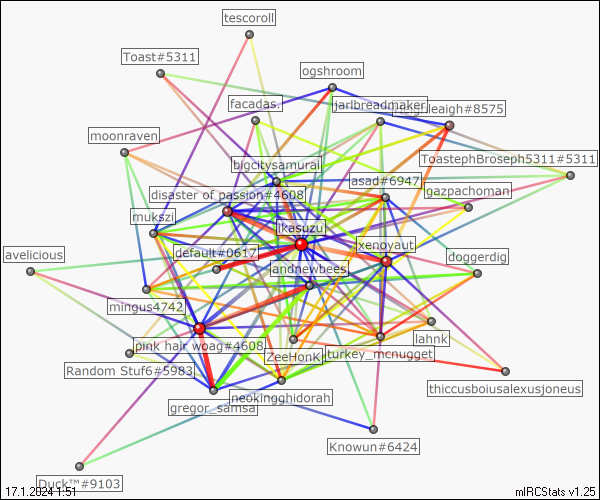 tescoroll
Toast#5311
ogshroom
facadas.
jarlbreadmaker
leigh#8575
moonraven
ToastephBroseph5311#5311
bigcitysamurai
asad#6947
gazpachoman
disaster of passion#4608
mukszi
Ikasuzu
xenoyaut
avelicious
default#0617
doggerdig
andnewbees
mingus4742
lahnk
pink hair woag#4608
ZeeHonK
turkey_mcnugget
Random Stuf6#5983
thiccusboiusalexusjoneus
gregor_samsa
neokingghidorah
Knowun#6424
Duck™#9103
17.1.2024 1:51
mIRCStats v1.25